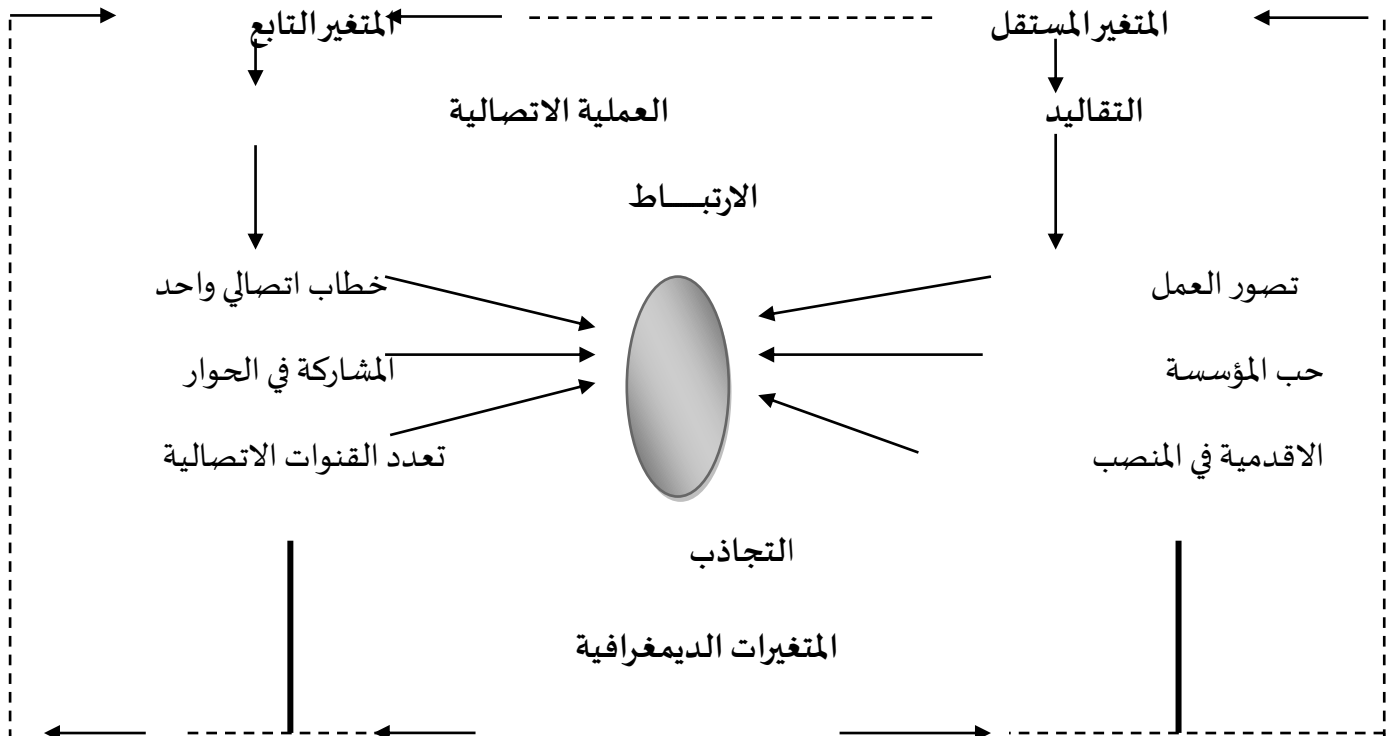 المتغير المستقل المتغير التابع
التقاليد العملية الاتصالية
الارتبـــاط
تصور العمل خطاب اتصالي واحد
حب المؤسسة المشاركة في الحوار
الاقدمية في المنصب تعدد القنوات الاتصالية
التجاذب
المتغيرات الديمغرافية